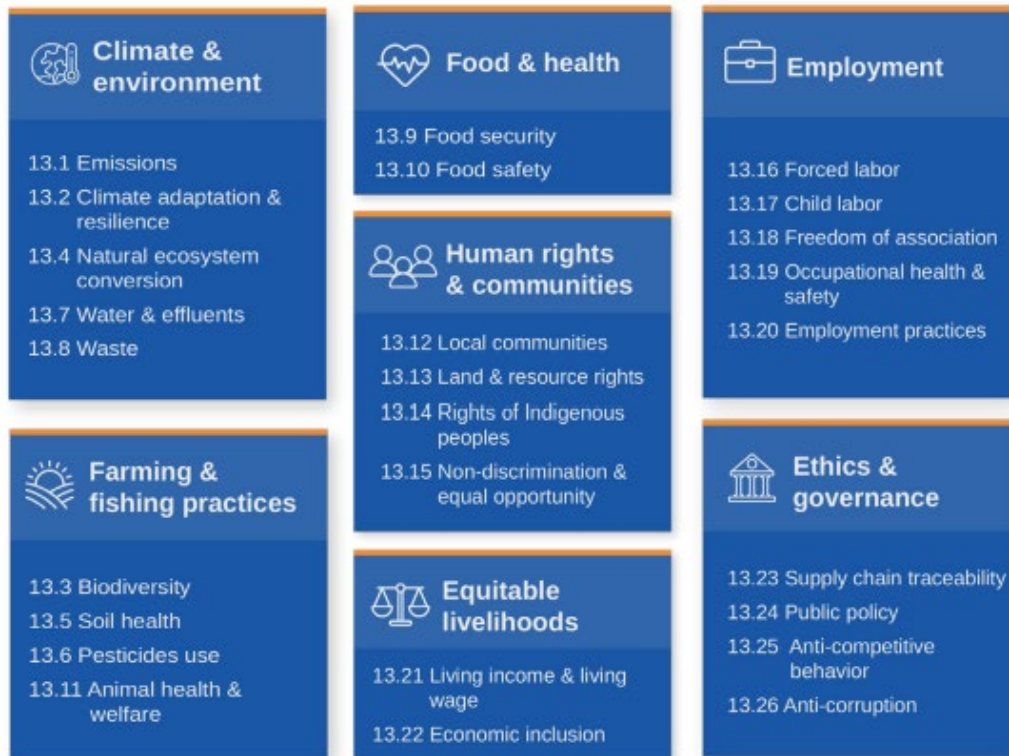 Climate &
environment
13.1 Emissions
13.2 Climate adaptation &
resilience
13.4 Natural ecosystem
conversion
13.7 Water & effluents
13.8 Waste
Farming &
fishing practices
13.3 Biodiversity
13.5 Soil health
13.6 Pesticides use
13.11 Animal health &
welfare
Food & health
13.9 Food security
13.10 Food safety
Human rights
& communities
13.12 Local communities
13.13 Land & resource rights
13.14 Rights of Indigenous
peoples
13.15 Non-discrimination &
equal opportunity
Equitable
livelihoods
13.21 Living income & living
wage
13.22 Economic inclusion
Employment
13.16 Forced labor
13.17 Child labor
13.18 Freedom of association
13.19 Occupational health &
safety
13.20 Employment practices
Ethics &
governance
13.23 Supply chain traceability
13.24 Public policy
13.25 Anti-competitive
behavior
13.26 Anti-corruption